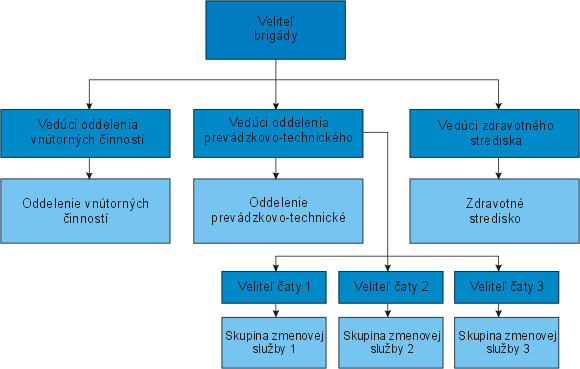 Veliteľ
brigády
Vedúci oddelenia
vnútorných činností
Vedúci oddelenia
prevádzkovo-technického
Vedúci zdravotného
strediska
Oddelenie vnútorných
činností
Oddelenie
prevádzkovo-technické
Zdravotné
stredisko
Veliteľ čaty 1
Veliteľ čaty 2
Veliteľ čaty 3
Skupina zmenovej
služby 1
Skupina zmenovej
služby 2
Skupina zmenovej
služby 3